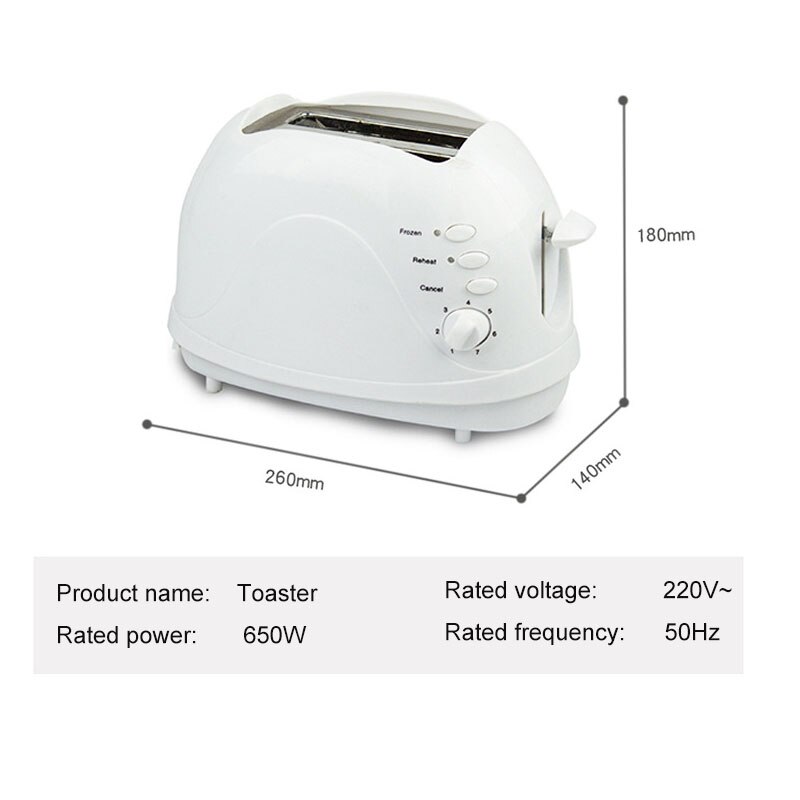 180mm
Frozen
Reheat
Cancel
1 2 3 4 5 6 7
140mm
260mm
Product name: Toaster
Rated voltage: 220V~
Rated power: 650W
Rated frequency: 50Hz